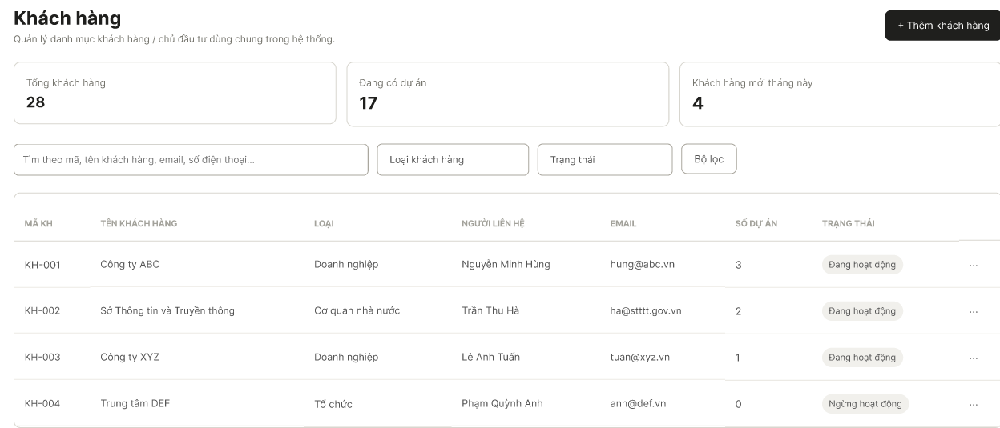 Khách hàng
Quản lý danh mục khách hàng / chủ đầu tư dùng chung trong hệ thống.
+ Thêm khách hàng
Tổng khách hàng
28
Đang có dự án
17
Khách hàng mới tháng này
4
Tìm theo mã, tên khách hàng, email, số điện thoại...
Loại khách hàng
Trạng thái
Bộ lọc
MÃ KH TÊN KHÁCH HÀNG LOẠI NGƯỜI LIÊN HỆ EMAIL SỐ DỰ ÁN TRẠNG THÁI
KH-001 Công ty ABC Doanh nghiệp Nguyễn Minh Hùng hung@abc.vn 3 Đang hoạt động ...
KH-002 Sở Thông tin và Truyền thông Cơ quan nhà nước Trần Thu Hà ha@stttt.gov.vn 2 Đang hoạt động ...
KH-003 Công ty XYZ Doanh nghiệp Lê Anh Tuấn tuan@xyz.vn 1 Đang hoạt động ...
KH-004 Trung tâm DEF Tổ chức Phạm Quỳnh Anh anh@def.vn 0 Ngừng hoạt động ...